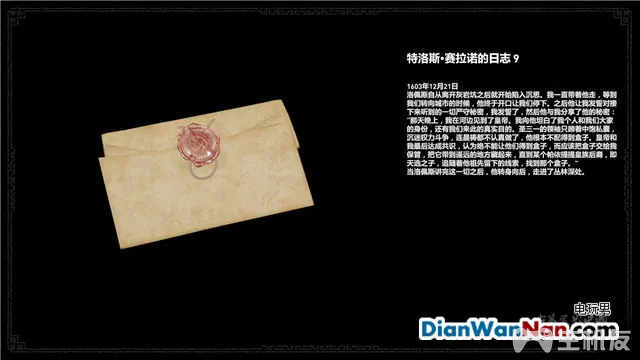 特洛斯•赛拉诺的日志 9
1603年12月21日
洛佩斯自从离开灰岩坑之后就开始陷入沉思。我一直带着他走，等到
我们转向城市的时候，他终于开口让我们停下。之后他让我发誓对接
下来听到的一切严守秘密，我发誓了，然后他与我分享了他的秘密：
“那天晚上，我在河边见到了皇帝。我向他坦白了我个人和我们大家
的身份，还有我们来此的真实目的。圣三一的领袖只顾着中饱私囊，
沉迷权力斗争，连晨祷都不认真做了，他根本不配得到盒子。皇帝和
我最后达成共识，认为绝不能让他们得到盒子，而应该把盒子交给我
保管，把它带到遥远的地方藏起来，直到某个帕依提提皇族后裔，即
天选之子，追随着他祖先留下的线索，找到那个盒子。”
当洛佩斯讲完这一切之后，他转身向后，走进了丛林深处。
电玩男
DianWanNan.com